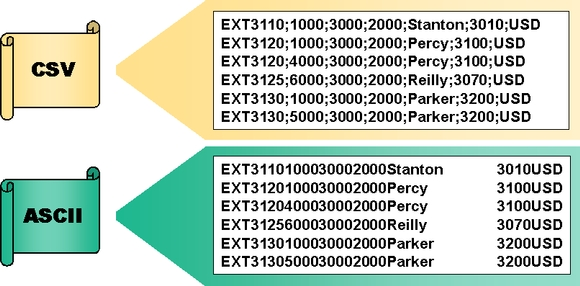 CSV
EXT3110;1000;3000;2000;Stanton;3010;USD
EXT3120;1000;3000;2000;Percy;3100;USD
EXT3120;4000;3000;2000;Percy;3100;USD
EXT3125;6000;3000;2000;Reilly;3070;USD
EXT3130;1000;3000;2000;Parker;3200;USD
EXT3130;5000;3000;2000;Parker;3200;USD
ASCII
EXT3110100030002000Stanton 3010USD
EXT3120100030002000Percy 3100USD
EXT3120400030002000Percy 3100USD
EXT3125600030002000Reilly 3070USD
EXT3130100030002000Parker 3200USD
EXT3130500030002000Parker 3200USD